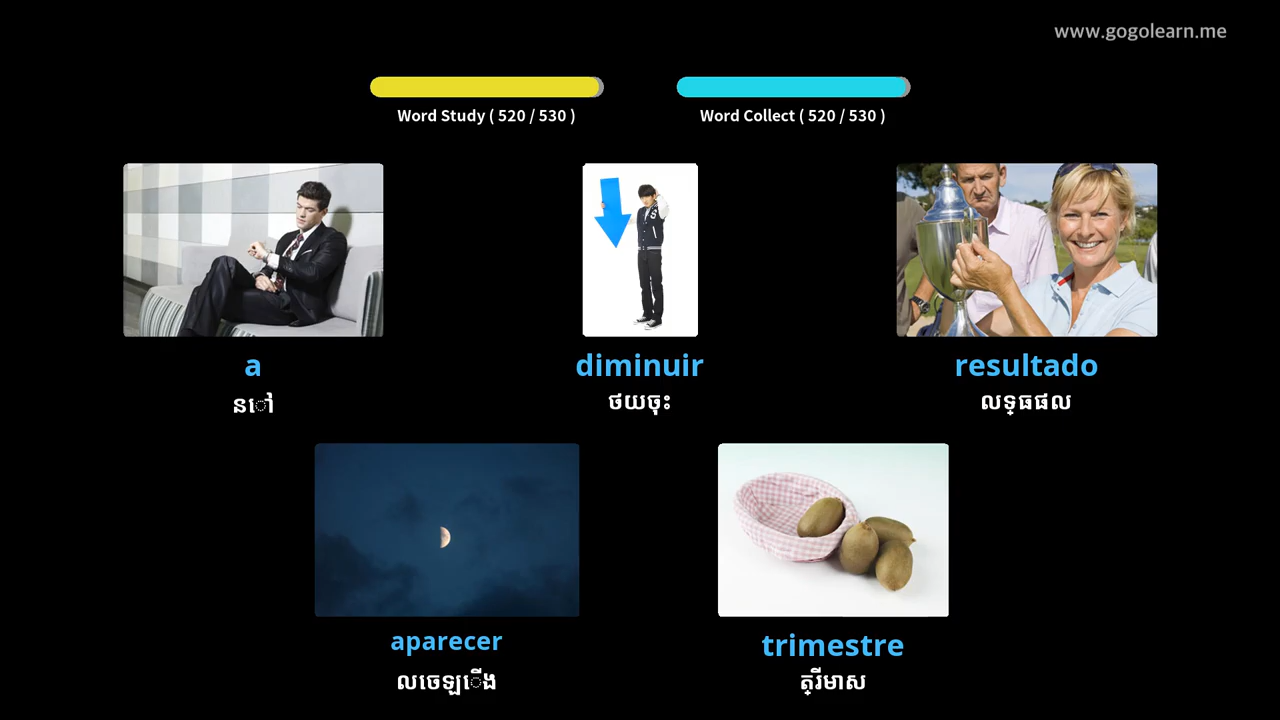 www.gogolearn.me
Word Study ( 520 / 530 )
Word Collect ( 520 / 530 )
a
នៅ
diminuir
ថយចុះ
resultado
លទ្ធផល
aparecer
លេចឡើង
trimestre
ត្រីមាស